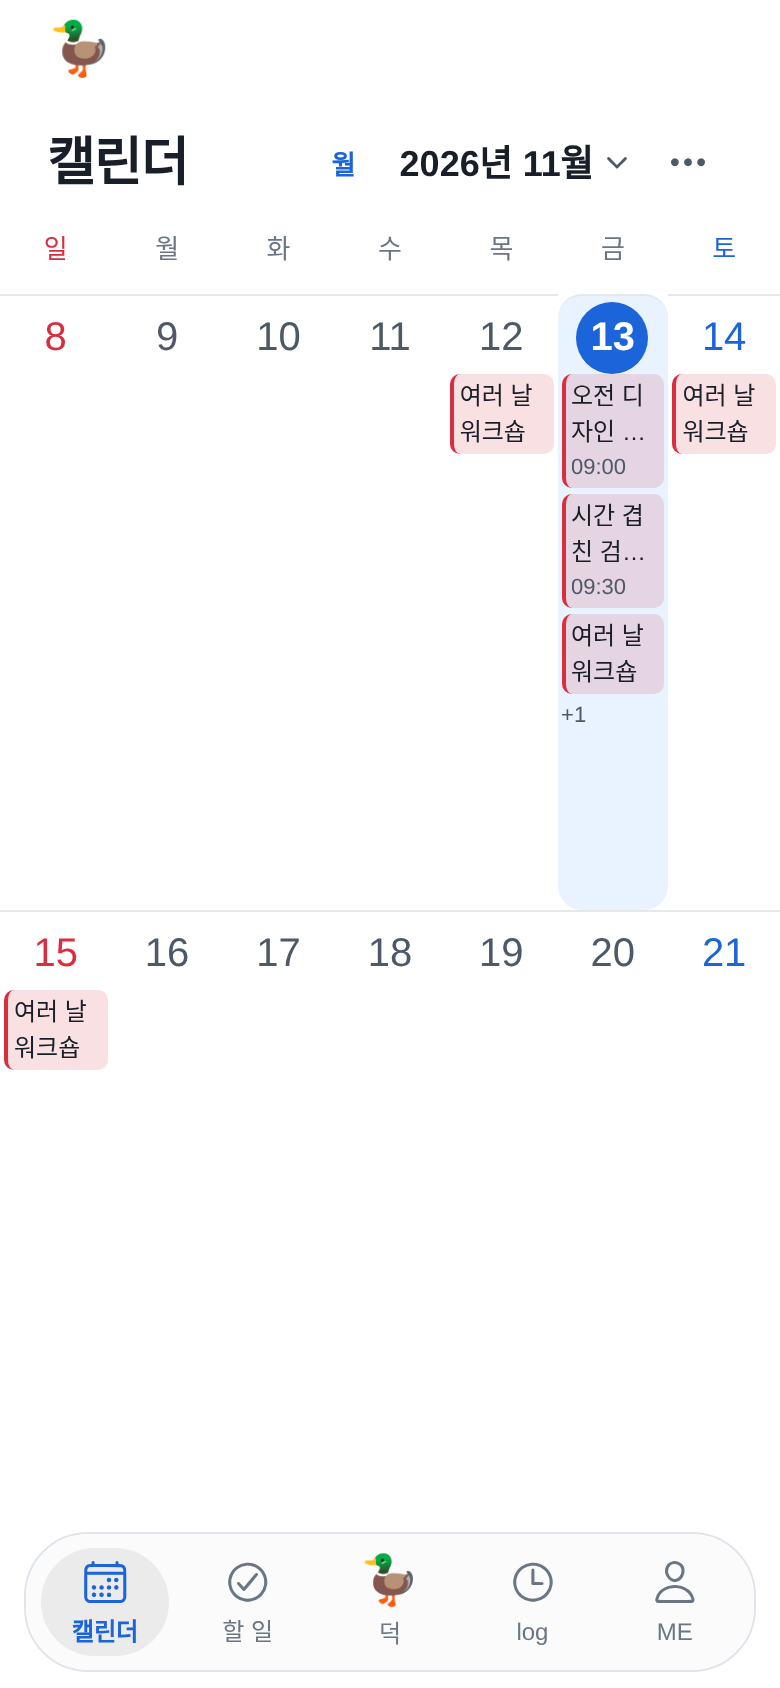 캘린더 월 2026년 11월
일 월 화 수 목 금 토
8 9 10 11 12 13 14
여러 날
워크숍
오전 디
자인 …
09:00
시간 겹
친 검…
09:30
여러 날
워크숍
+1
여러 날
워크숍
15 16 17 18 19 20 21
여러 날
워크숍
캘린더 할 일 덕 log ME